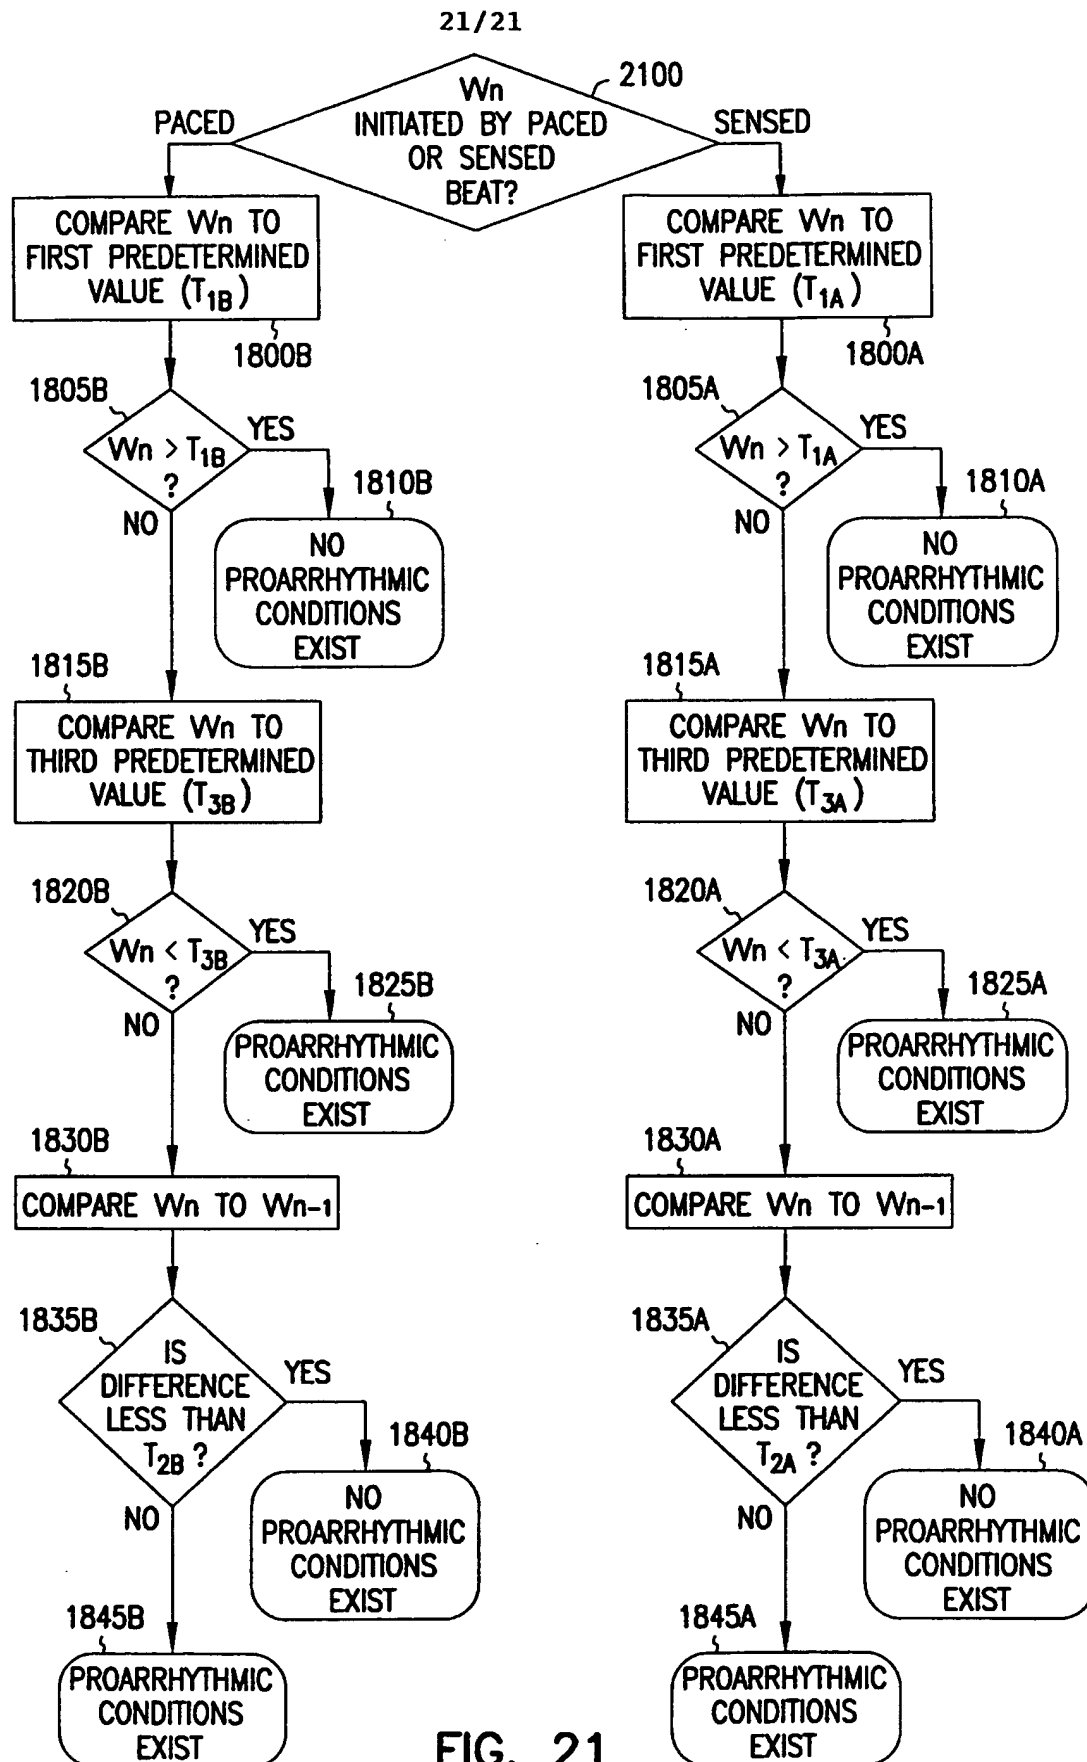 21/21
Wn
INITIATED BY PACED
OR SENSED
BEAT?
2100
PACED
SENSED
COMPARE Wn TO
FIRST PREDETERMINED
VALUE (T1B)
1800B
1805B
Wn > T1B
?
YES
NO
1810B
NO
PROARRHYTHMIC
CONDITIONS
EXIST
1815B
COMPARE Wn TO
THIRD PREDETERMINED
VALUE (T3B)
1820B
Wn < T3B
?
YES
NO
1825B
PROARRHYTHMIC
CONDITIONS
EXIST
1830B
COMPARE Wn TO Wn-1
1835B
IS
DIFFERENCE
LESS THAN
T2B ?
YES
NO
1840B
NO
PROARRHYTHMIC
CONDITIONS
EXIST
1845B
PROARRHYTHMIC
CONDITIONS
EXIST
COMPARE Wn TO
FIRST PREDETERMINED
VALUE (T1A)
1800A
1805A
Wn > T1A
?
YES
NO
1810A
NO
PROARRHYTHMIC
CONDITIONS
EXIST
1815A
COMPARE Wn TO
THIRD PREDETERMINED
VALUE (T3A)
1820A
Wn < T3A
?
YES
NO
1825A
PROARRHYTHMIC
CONDITIONS
EXIST
1830A
COMPARE Wn TO Wn-1
1835A
IS
DIFFERENCE
LESS THAN
T2A ?
YES
NO
1840A
NO
PROARRHYTHMIC
CONDITIONS
EXIST
1845A
PROARRHYTHMIC
CONDITIONS
EXIST
FIG. 21